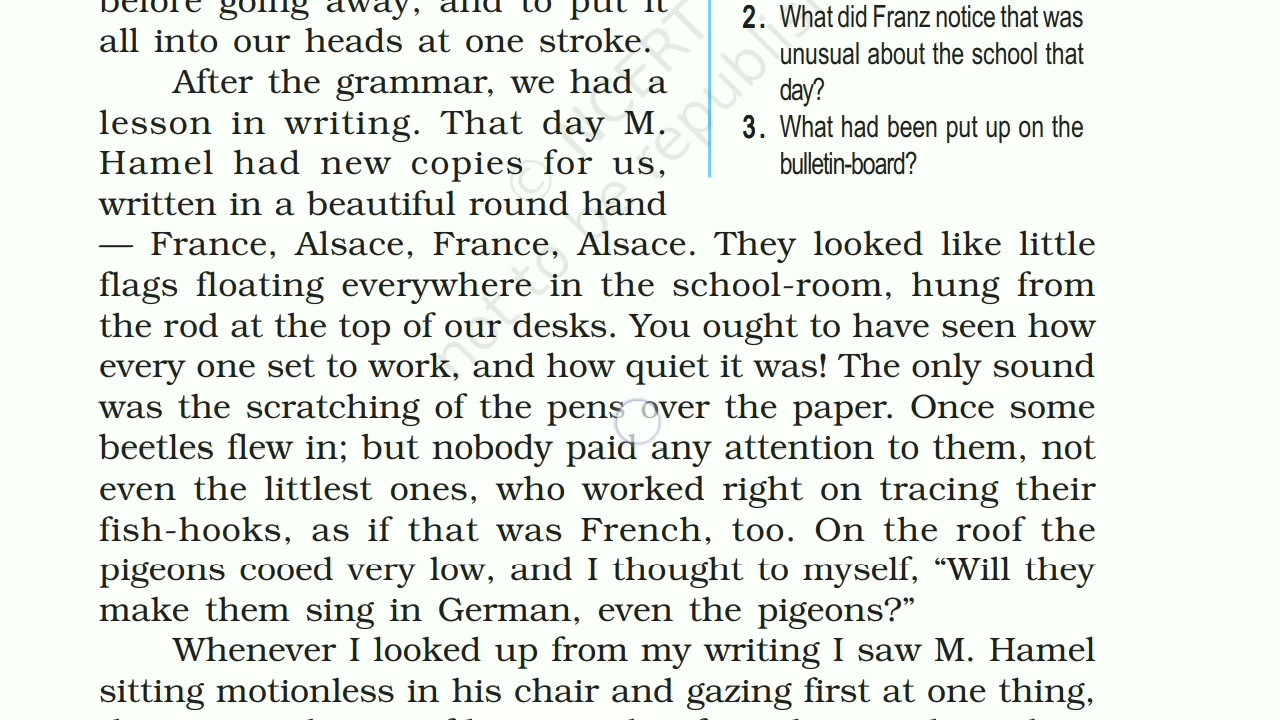 before going away, and to put it
all into our heads at one stroke.
After the grammar, we had a
lesson in writing. That day M.
Hamel had new copies for us,
written in a beautiful round hand
— France, Alsace, France, Alsace. They looked like little
flags floating everywhere in the school-room, hung from
the rod at the top of our desks. You ought to have seen how
every one set to work, and how quiet it was! The only sound
was the scratching of the pens over the paper. Once some
beetles flew in; but nobody paid any attention to them, not
even the littlest ones, who worked right on tracing their
fish-hooks, as if that was French, too. On the roof the
pigeons cooed very low, and I thought to myself, “Will they
make them sing in German, even the pigeons?”
Whenever I looked up from my writing I saw M. Hamel
sitting motionless in his chair and gazing first at one thing,
2. What did Franz notice that was
unusual about the school that
day?
3. What had been put up on the
bulletin-board?
© NCERT
not to be republish